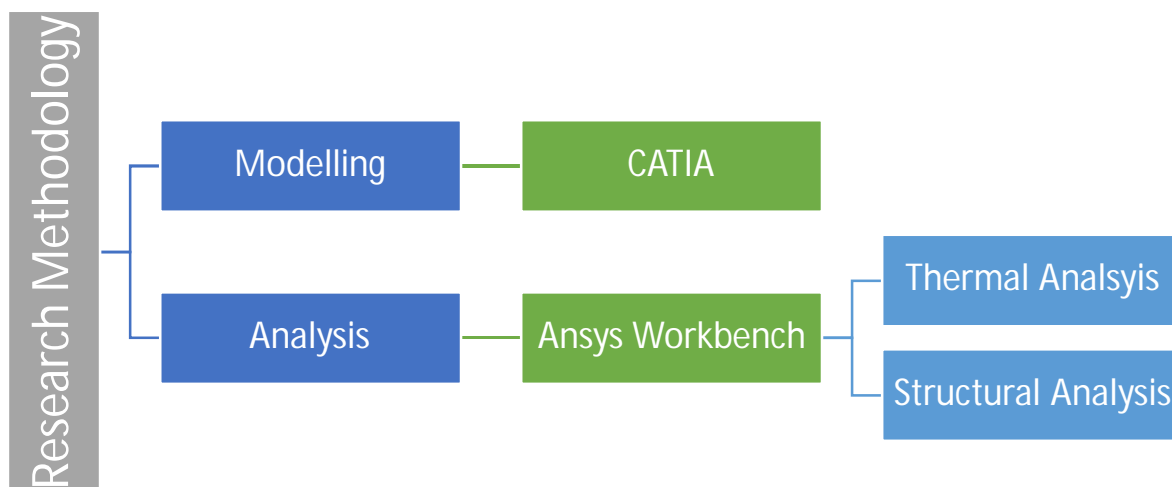 Research Methodology
Modelling
CATIA
Analysis
Ansys Workbench
Thermal Analsyis
Structural Analysis